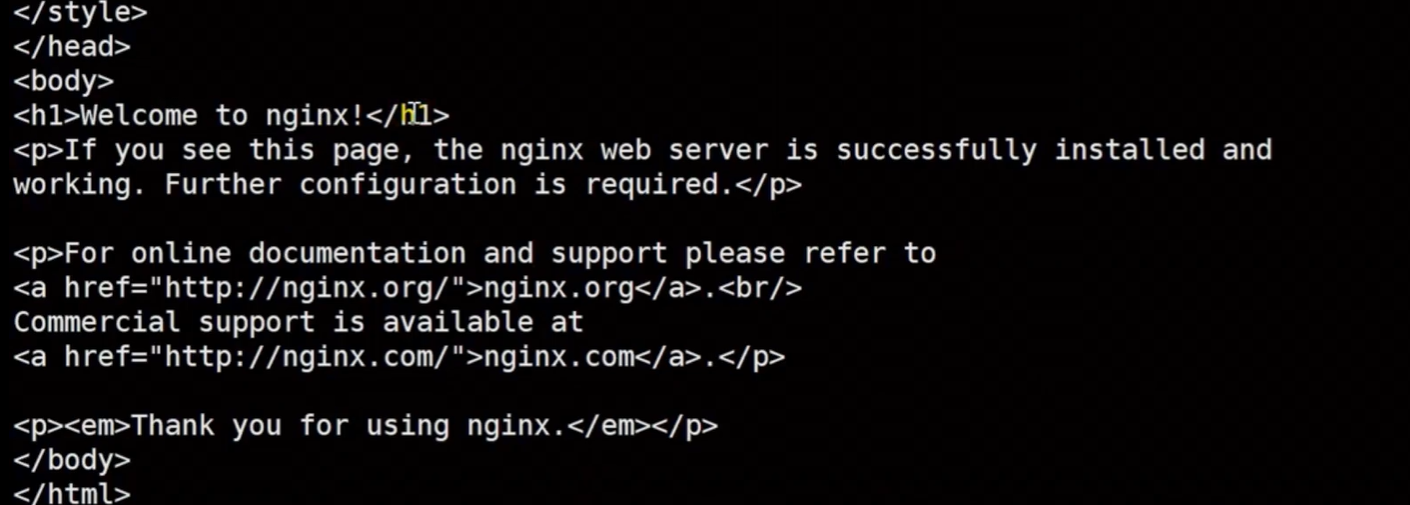 </style>
</head>
<body>
<h1>Welcome to nginx!</h1>
<p>If you see this page, the nginx web server is successfully installed and
working. Further configuration is required.</p>
<p>For online documentation and support please refer to
<a href="http://nginx.org/">nginx.org</a>.<br/>
Commercial support is available at
<a href="http://nginx.com/">nginx.com</a>.</p>
<p><em>Thank you for using nginx.</em></p>
</body>
</html>